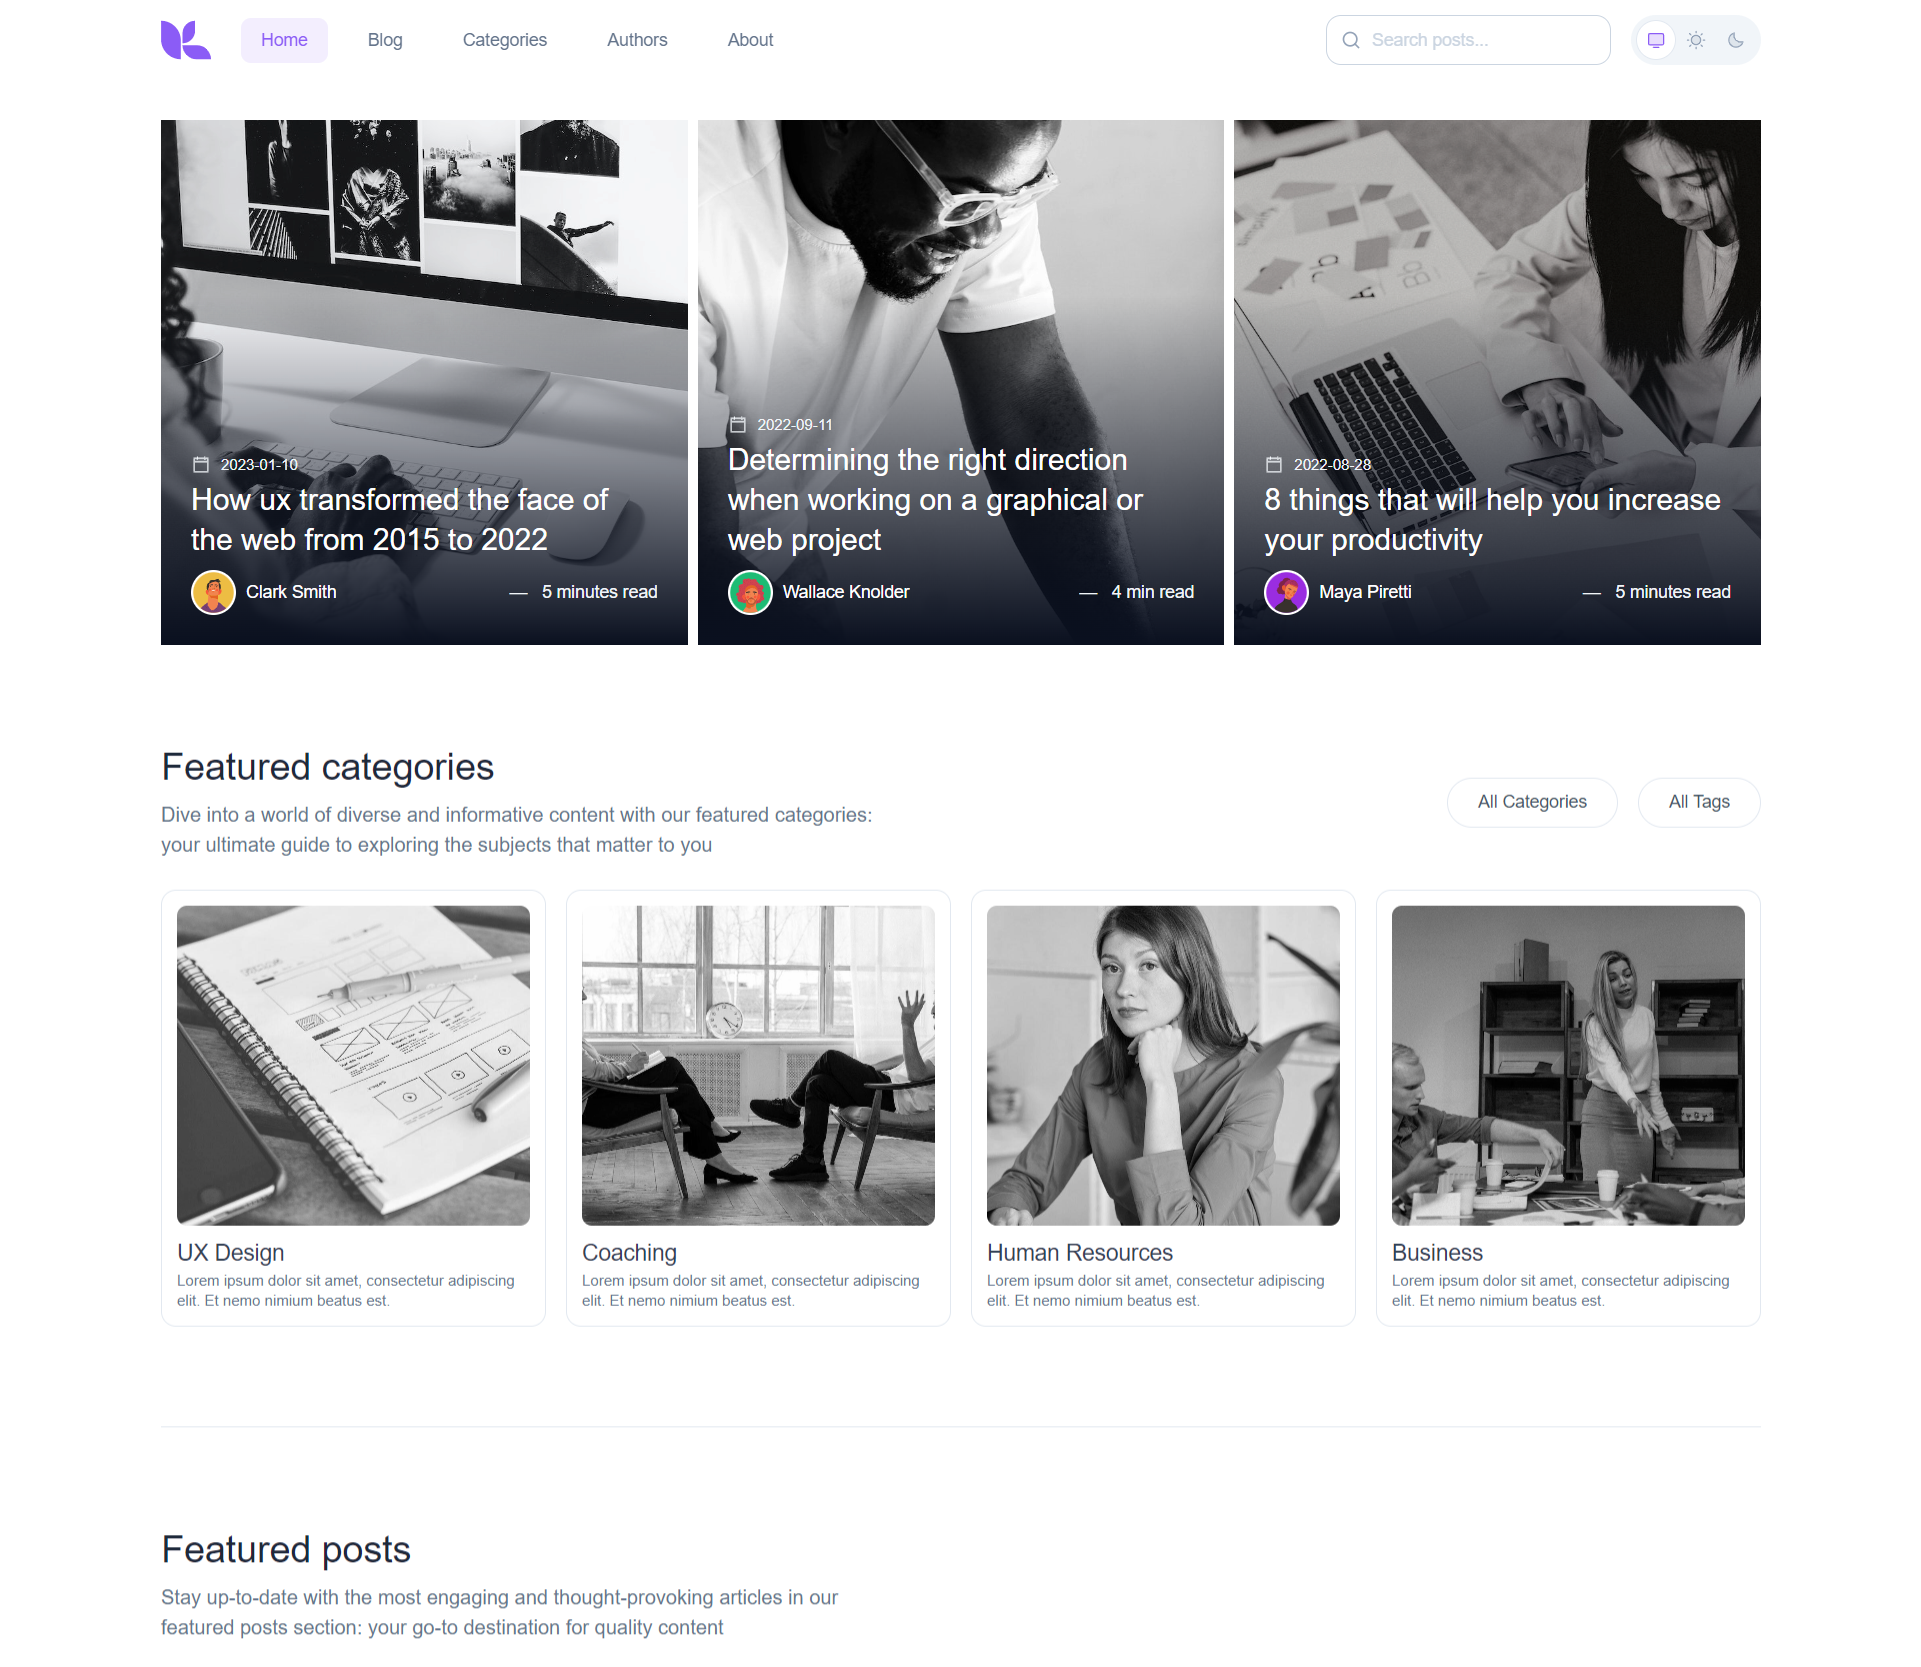 Home
Blog
Categories
Authors
About
Search posts...
2023-01-10
How ux transformed the face of
the web from 2015 to 2022
Clark Smith
— 5 minutes read
2022-09-11
Determining the right direction
when working on a graphical or
web project
Wallace Knolder
— 4 min read
2022-08-28
8 things that will help you increase
your productivity
Maya Piretti
— 5 minutes read
Featured categories
Dive into a world of diverse and informative content with our featured categories:
your ultimate guide to exploring the subjects that matter to you
All Categories
All Tags
UX Design
Lorem ipsum dolor sit amet, consectetur adipiscing
elit. Et nemo nimium beatus est.
Coaching
Lorem ipsum dolor sit amet, consectetur adipiscing
elit. Et nemo nimium beatus est.
Human Resources
Lorem ipsum dolor sit amet, consectetur adipiscing
elit. Et nemo nimium beatus est.
Business
Lorem ipsum dolor sit amet, consectetur adipiscing
elit. Et nemo nimium beatus est.
Featured posts
Stay up-to-date with the most engaging and thought-provoking articles in our
featured posts section: your go-to destination for quality content